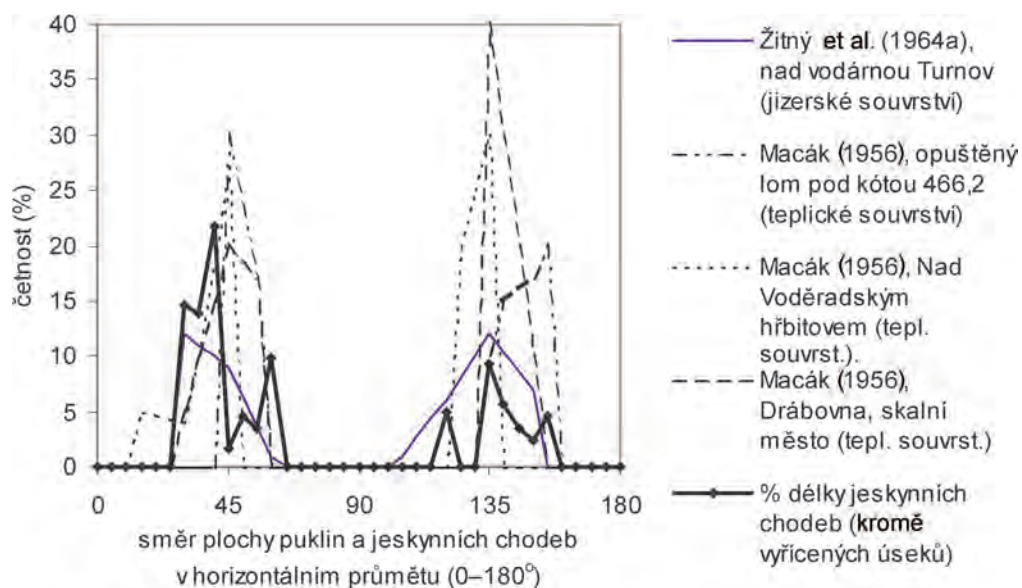 40
35
30
25
20
15
10
5
0
četnost (%)
0 45 90 135 180
směr plochy puklin a jeskynních chodeb
v horizontálním průmětu (0–180°)
Žitný et al. (1964a),
nad vodárnou Turnov
(jizerské souvrství)
Macák (1956), opuštěný
lom pod kótou 466,2
(teplické souvrství)
Macák (1956), Nad
Voděradským
hřbitovem (tepl.
souvrst.).
Macák (1956),
Drábovna, skalní
město (tepl. souvrst.)
% délky jeskynních
chodeb (kromě
vyřícených úseků)